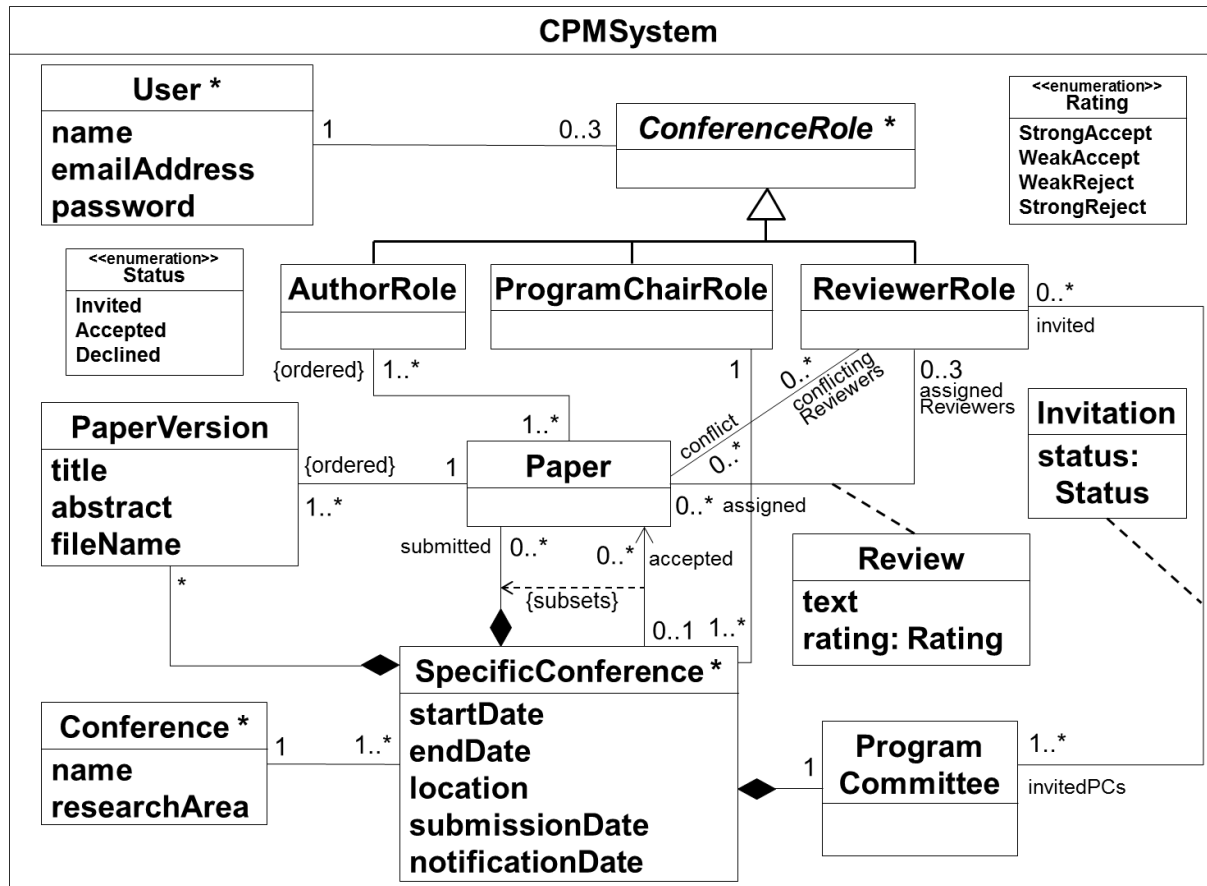 CPMSystem
User *
name
emailAddress
password
1
0..3
ConferenceRole *
<<enumeration>>
Rating
StrongAccept
WeakAccept
WeakReject
StrongReject
<<enumeration>>
Status
Invited
Accepted
Declined
AuthorRole
ProgramChairRole
ReviewerRole
0..*
invited
{ordered}
1..*
1
0..*
conflicting
Reviewers
0..3
assigned
Reviewers
PaperVersion
title
abstract
fileName
{ordered}
1..*
1
1..*
Paper
conflict
0..*
0..*
assigned
Invitation
status:
Status
submitted
0..*
0..*
accepted
{subsets}
*
0..1
1..*
Review
text
rating: Rating
SpecificConference *
startDate
endDate
location
submissionDate
notificationDate
Conference *
name
researchArea
1
1..*
1
Program
Committee
1..*
invitedPCs